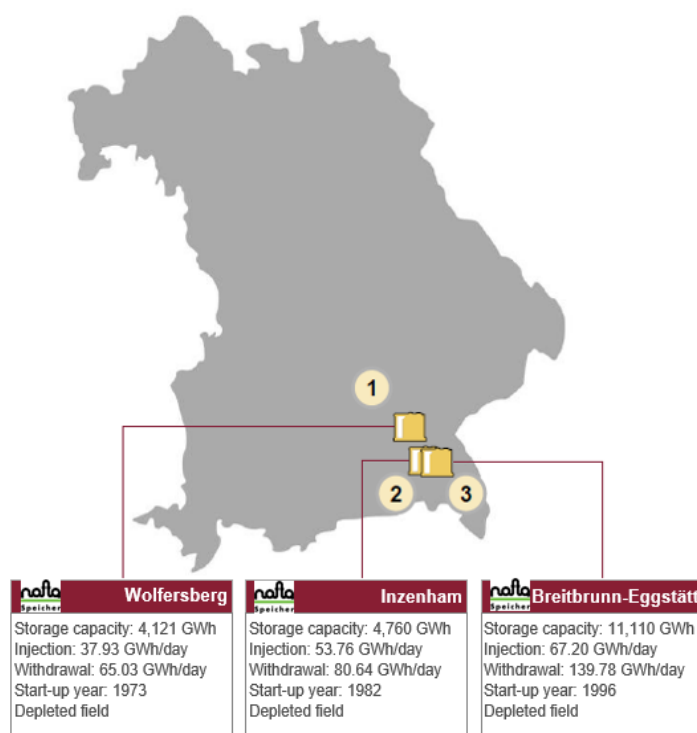 1
2
3
nafta
Speicher
Wolfersberg
Storage capacity: 4,121 GWh
Injection: 37.93 GWh/day
Withdrawal: 65.03 GWh/day
Start-up year: 1973
Depleted field
nafta
Speicher
Inzenham
Storage capacity: 4,760 GWh
Injection: 53.76 GWh/day
Withdrawal: 80.64 GWh/day
Start-up year: 1982
Depleted field
nafta
Speicher
Breitbrunn-Eggstätt
Storage capacity: 11,110 GWh
Injection: 67.20 GWh/day
Withdrawal: 139.78 GWh/day
Start-up year: 1996
Depleted field